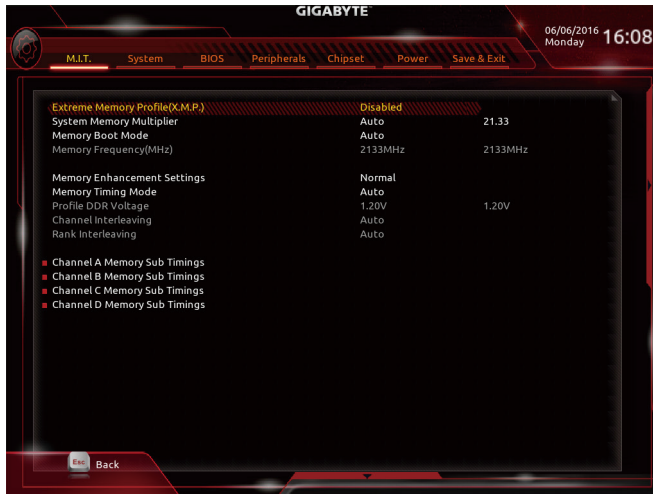 GIGABYTE™
06/06/2016 Monday 16:08
M.I.T. System BIOS Peripherals Chipset Power Save & Exit
Extreme Memory Profile(X.M.P.) Disabled
System Memory Multiplier Auto 21.33
Memory Boot Mode Auto
Memory Frequency(MHz) 2133MHz 2133MHz
Memory Enhancement Settings Normal
Memory Timing Mode Auto
Profile DDR Voltage 1.20V 1.20V
Channel Interleaving Auto
Rank Interleaving Auto
Channel A Memory Sub Timings
Channel B Memory Sub Timings
Channel C Memory Sub Timings
Channel D Memory Sub Timings
Esc Back